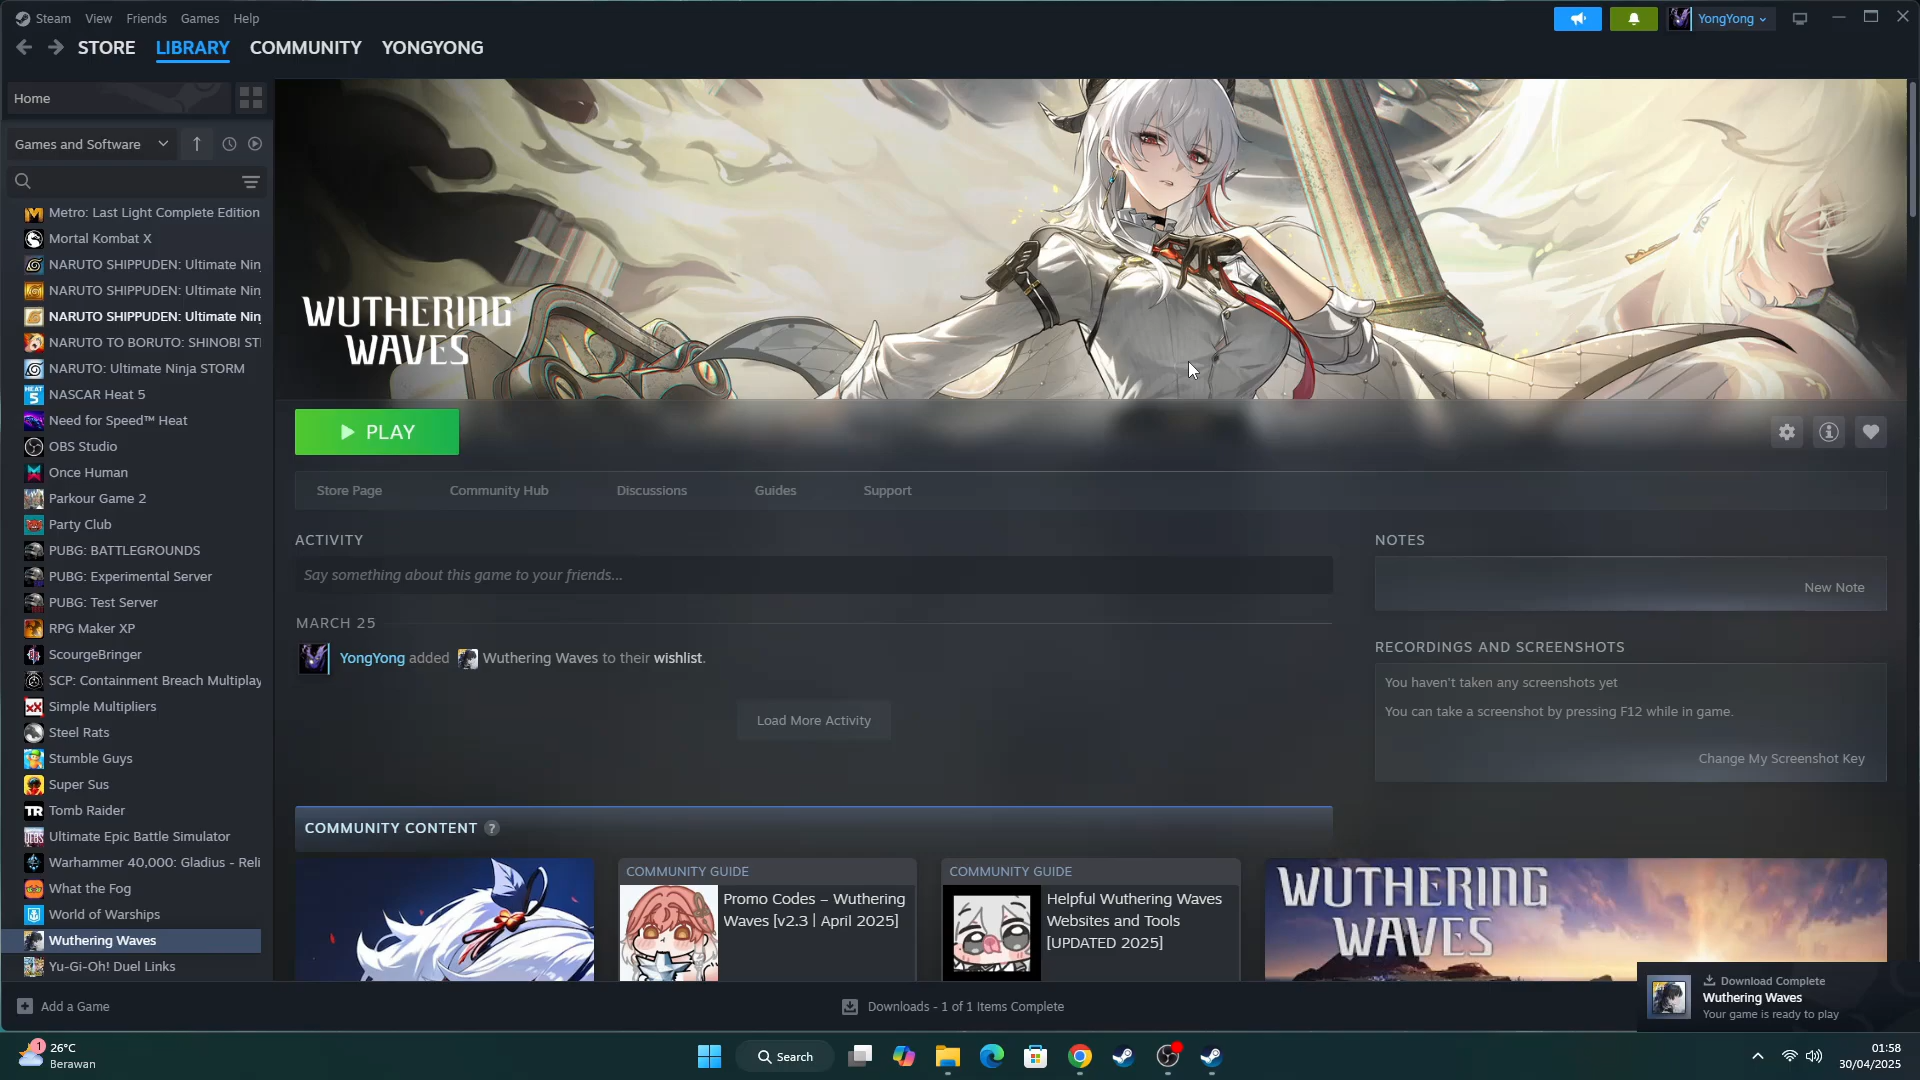 Steam View Friends Games Help
YongYong
STORE LIBRARY COMMUNITY YONGYONG
Home
Games and Software
Metro: Last Light Complete Edition
Mortal Kombat X
NARUTO SHIPPUDEN: Ultimate Nin
NARUTO SHIPPUDEN: Ultimate Nin
NARUTO SHIPPUDEN: Ultimate Nin
NARUTO TO BORUTO: SHINOBI ST
NARUTO: Ultimate Ninja STORM
HEAT 5
NASCAR Heat 5
Need for Speed™ Heat
OBS Studio
Once Human
Parkour Game 2
Party Club
PUBG: BATTLEGROUNDS
PUBG: Experimental Server
PUBG: Test Server
RPG Maker XP
ScourgeBringer
SCP: Containment Breach Multiplay
xX
Simple Multipliers
Steel Rats
Stumble Guys
Super Sus
TR
Tomb Raider
Ultimate Epic Battle Simulator
Warhammer 40,000: Gladius - Reli
What the Fog
World of Warships
Wuthering Waves
Yu-Gi-Oh! Duel Links
Add a Game
WUTHERING
WAVES
PLAY
Store Page Community Hub Discussions Guides Support
ACTIVITY
Say something about this game to your friends...
MARCH 25
YongYong added Wuthering Waves to their wishlist.
Load More Activity
NOTES
New Note
RECORDINGS AND SCREENSHOTS
You haven't taken any screenshots yet
You can take a screenshot by pressing F12 while in game.
Change My Screenshot Key
COMMUNITY CONTENT ?
COMMUNITY GUIDE
Promo Codes – Wuthering
Waves [v2.3 | April 2025]
COMMUNITY GUIDE
Helpful Wuthering Waves
Websites and Tools
[UPDATED 2025]
WUTHERING
WAVES
Downloads - 1 of 1 Items Complete
Download Complete
Wuthering Waves
Your game is ready to play
1
26°C
Berawan
Search
01:58
30/04/2025